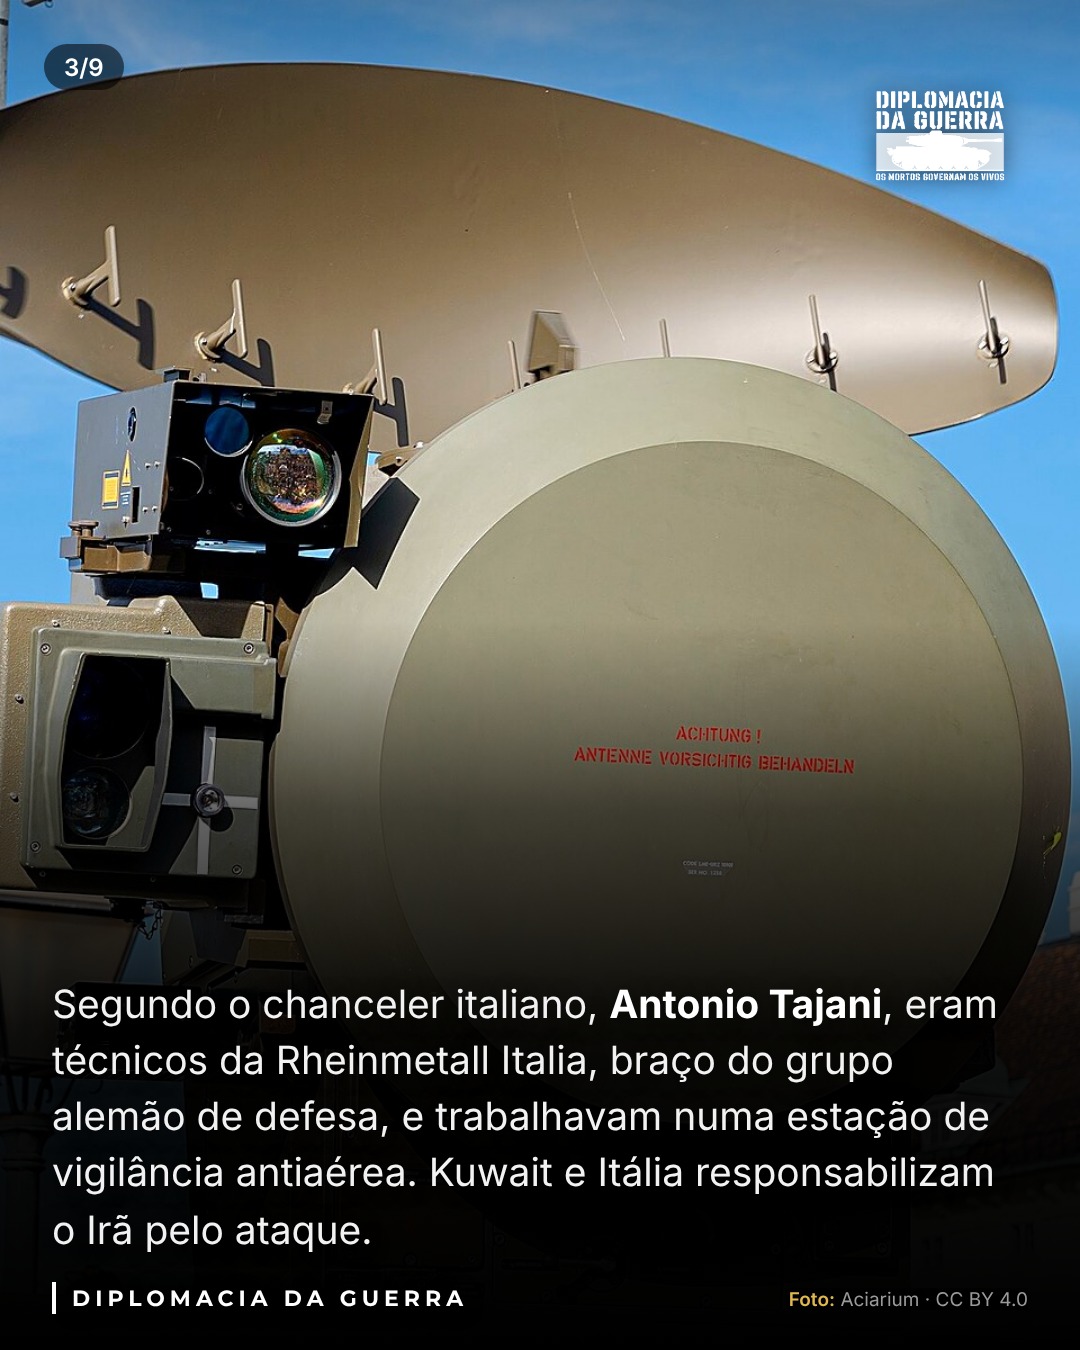 3/9
DIPLOMACIA
DA GUERRA
OS MORTOS GOVERNAM OS VIVOS
ACHTUNG !
ANTENNE VORSICHTIG BEHANDELN
Segundo o chanceler italiano, Antonio Tajani, eram
técnicos da Rheinmetall Italia, braço do grupo
alemão de defesa, e trabalhavam numa estação de
vigilância antiaérea. Kuwait e Itália responsabilizam
o Irã pelo ataque.
DIPLOMACIA DA GUERRA
Foto: Aciarium · CC BY 4.0